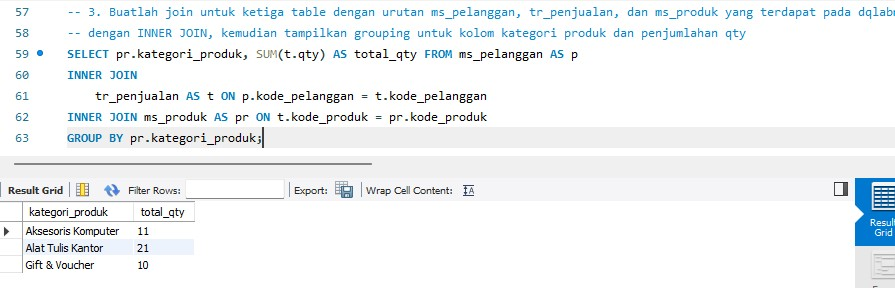 57 -- 3. Buatlah join untuk ketiga table dengan urutan ms_pelanggan, tr_penjualan, dan ms_produk yang terdapat pada dqlabm
58 -- dengan INNER JOIN, kemudian tampilkan grouping untuk kolom kategori produk dan penjumlahan qty
59 SELECT pr.kategori_produk, SUM(t.qty) AS total_qty FROM ms_pelanggan AS p
60 INNER JOIN
61 tr_penjualan AS t ON p.kode_pelanggan = t.kode_pelanggan
62 INNER JOIN ms_produk AS pr ON t.kode_produk = pr.kode_produk
63 GROUP BY pr.kategori_produk;
Result Grid Filter Rows: Export: Wrap Cell Content: IA
kategori_produk total_qty
Aksesoris Komputer 11
Alat Tulis Kantor 21
Gift & Voucher 10
Result
Grid